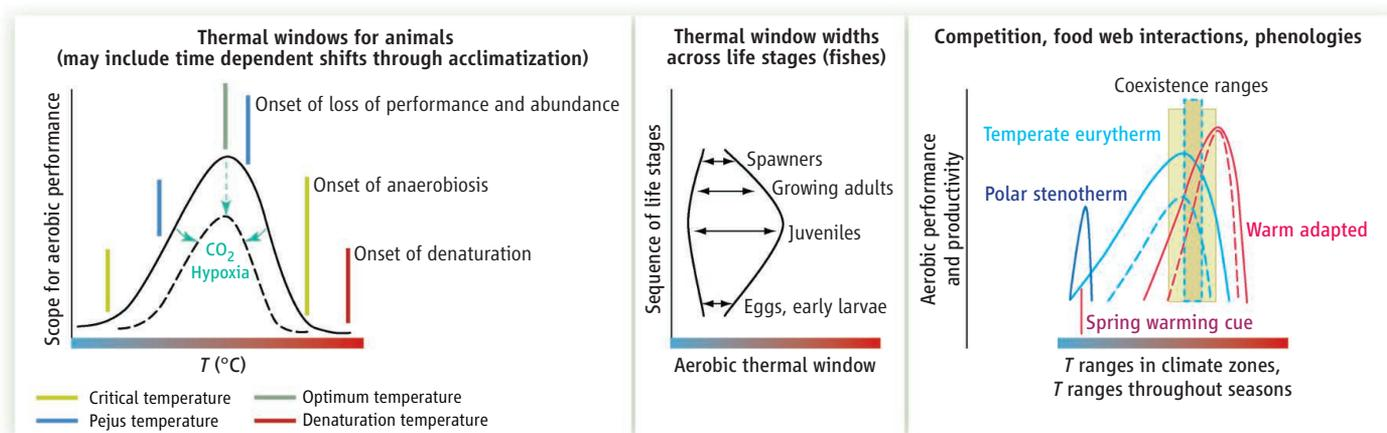 Thermal windows for animals
(may include time dependent shifts through acclimatization)
Scope for aerobic performance
Onset of loss of performance and abundance
Onset of anaerobiosis
Onset of denaturation
CO2
Hypoxia
T (°C)
Critical temperature
Optimum temperature
Pejus temperature
Denaturation temperature
Thermal window widths
across life stages (fishes)
Sequence of life stages
Spawners
Growing adults
Juveniles
Eggs, early larvae
Aerobic thermal window
Competition, food web interactions, phenologies
Aerobic performance
and productivity
Coexistence ranges
Temperate eurytherm
Polar stenotherm
Warm adapted
Spring warming cue
T ranges in climate zones,
T ranges throughout seasons